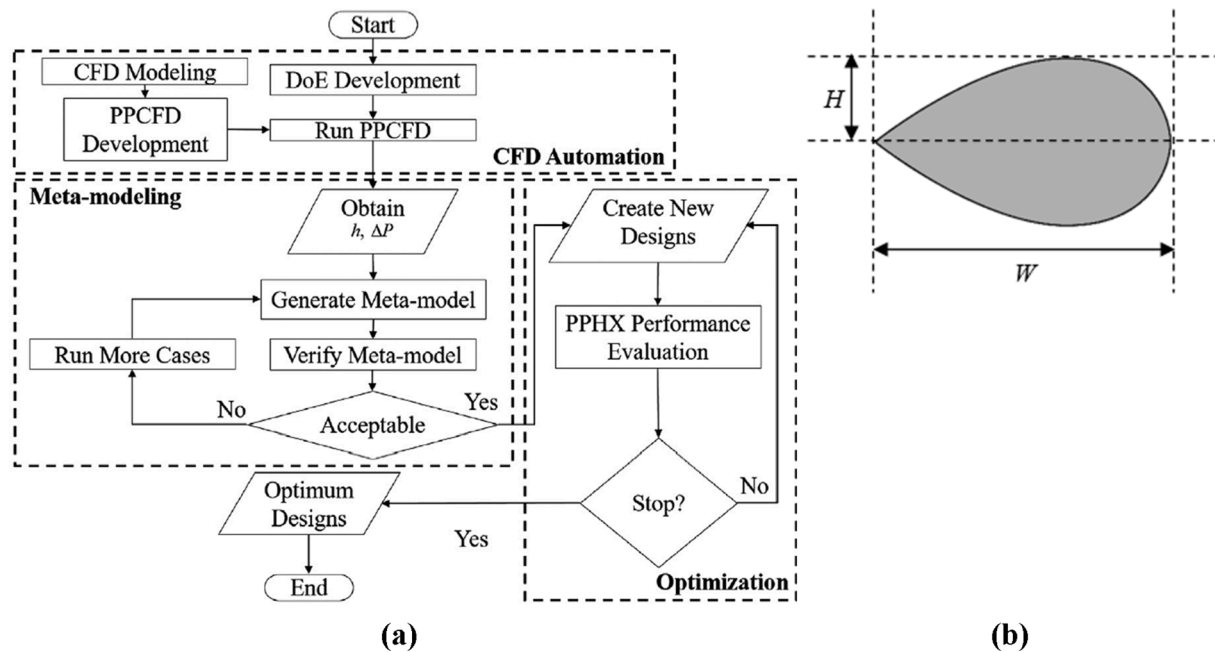 Start
CFD Modeling
DoE Development
PPCFD
Development
Run PPCFD
CFD Automation
Meta-modeling
Obtain
h, ΔP
Generate Meta-model
Run More Cases
Verify Meta-model
No
Yes
Acceptable
Create New
Designs
PPHX Performance
Evaluation
Stop?
No
Yes
Optimization
Optimum
Designs
End
(a)
H
W
(b)